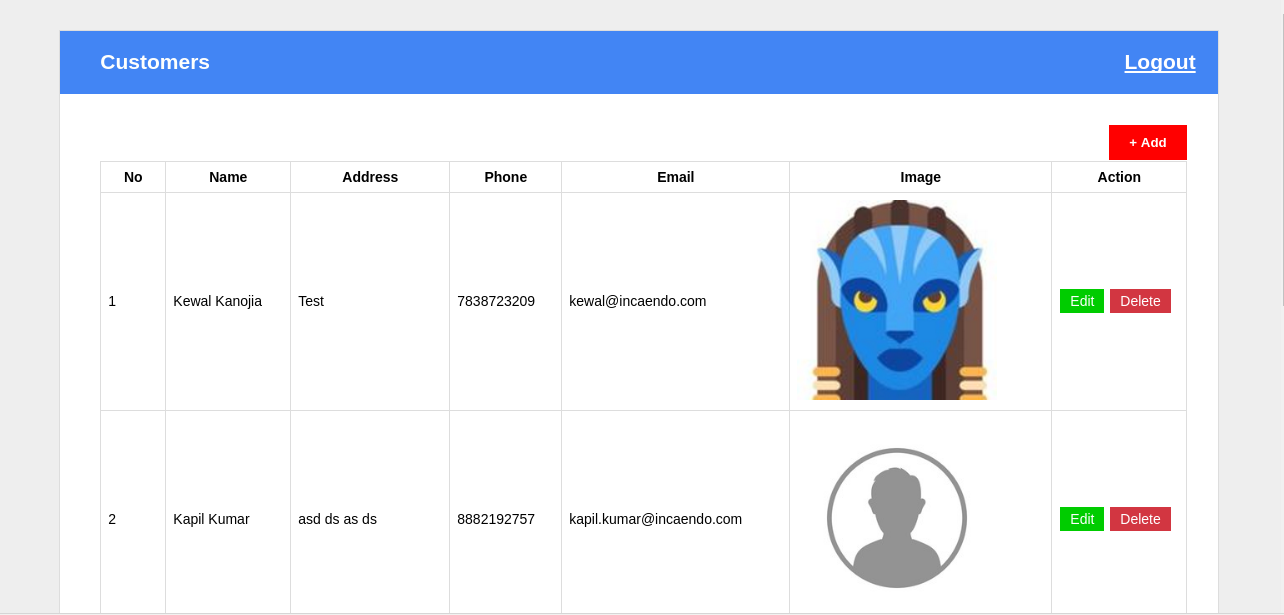 Customers Logout
+ Add
No Name Address Phone Email Image Action
1 Kewal Kanojia Test 7838723209 kewal@incaendo.com Edit Delete
2 Kapil Kumar asd ds as ds 8882192757 kapil.kumar@incaendo.com Edit Delete